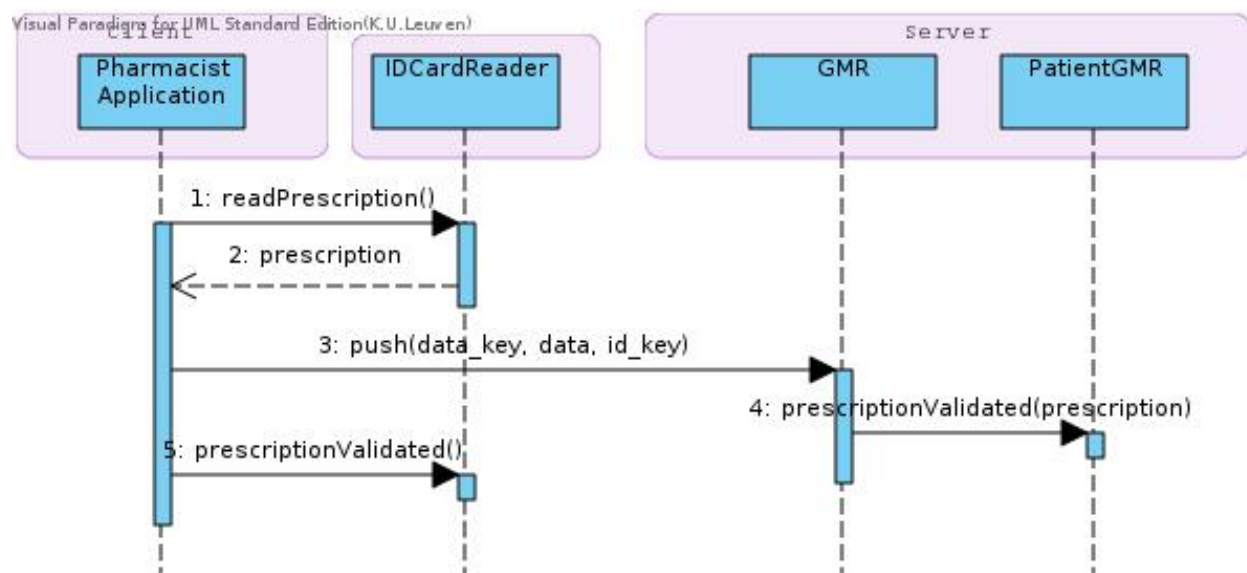 Visual Paradigm for UML Standard Edition(K.U.Leuven)
Client
Server
Pharmacist
Application
IDCardReader
GMR
PatientGMR
1: readPrescription()
2: prescription
3: push(data_key, data, id_key)
4: prescriptionValidated(prescription)
5: prescriptionValidated()